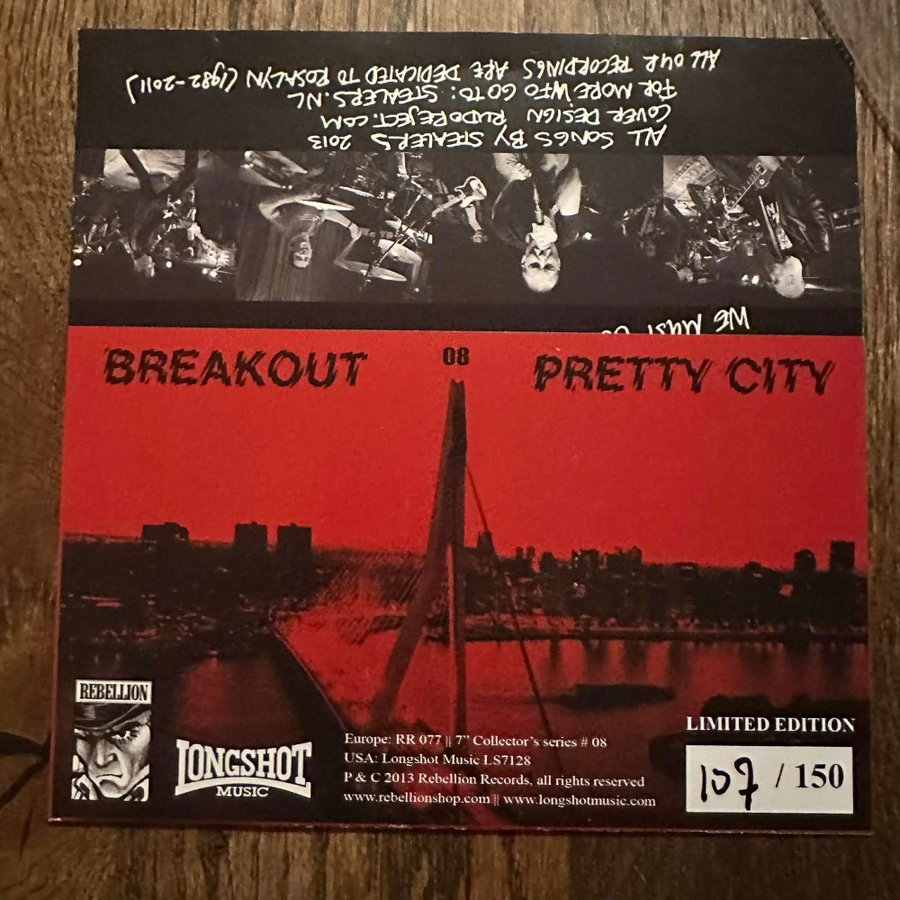 WE MUST
ALL SONGS BY STEALERS 2013
COVER DESIGN RUDOREJECT.COM
FOR MORE INFO GO TO: STEALERS.NL
ALL OUR RECORDINGS ARE DEDICATED TO ROSALYN (1982-2011)
BREAKOUT 08 PRETTY CITY
REBELLION
LONGSHOT
MUSIC
Europe: RR 077 || 7" Collector's series # 08
USA: Longshot Music LS7128
P & C 2013 Rebellion Records, all rights reserved
www.rebellionshop.com || www.longshotmusic.com
LIMITED EDITION
107 / 150